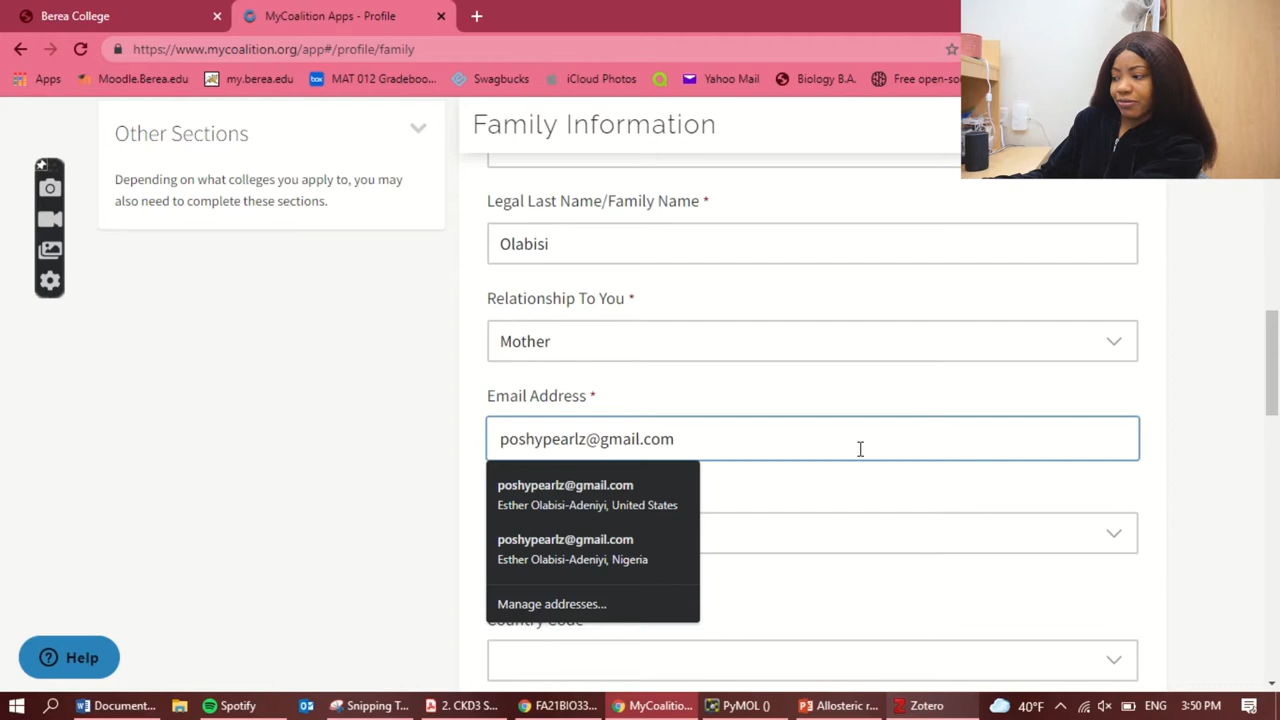 Berea College
MyCoalition Apps - Profile
https://www.mycoalition.org/app#/profile/family
Apps
Moodle.Berea.edu
my.berea.edu
box
MAT 012 Gradeboo...
Swagbucks
iCloud Photos
Yahoo Mail
Biology B.A.
Free open-so
Other Sections
Depending on what colleges you apply to, you may
also need to complete these sections.
Family Information
Legal Last Name/Family Name *
Olabisi
Relationship To You *
Mother
Email Address *
poshypearlz@gmail.com
poshypearlz@gmail.com
Esther Olabisi-Adeniyi, United States
poshypearlz@gmail.com
Esther Olabisi-Adeniyi, Nigeria
Manage addresses...
Country Code
Help
Document...
Spotify
Snipping T...
2. CKD3 S...
FA21BIO33...
MyCoalitio...
PyMOL ()
Allosteric r...
Zotero
40°F
ENG
3:50 PM